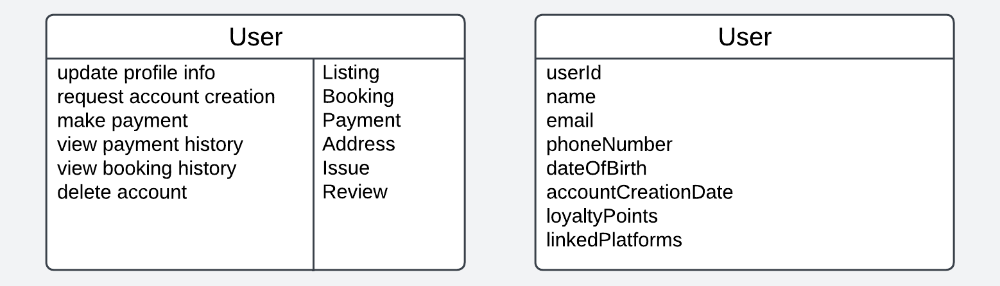 User
update profile info
request account creation
make payment
view payment history
view booking history
delete account
Listing
Booking
Payment
Address
Issue
Review
User
userId
name
email
phoneNumber
dateOfBirth
accountCreationDate
loyaltyPoints
linkedPlatforms